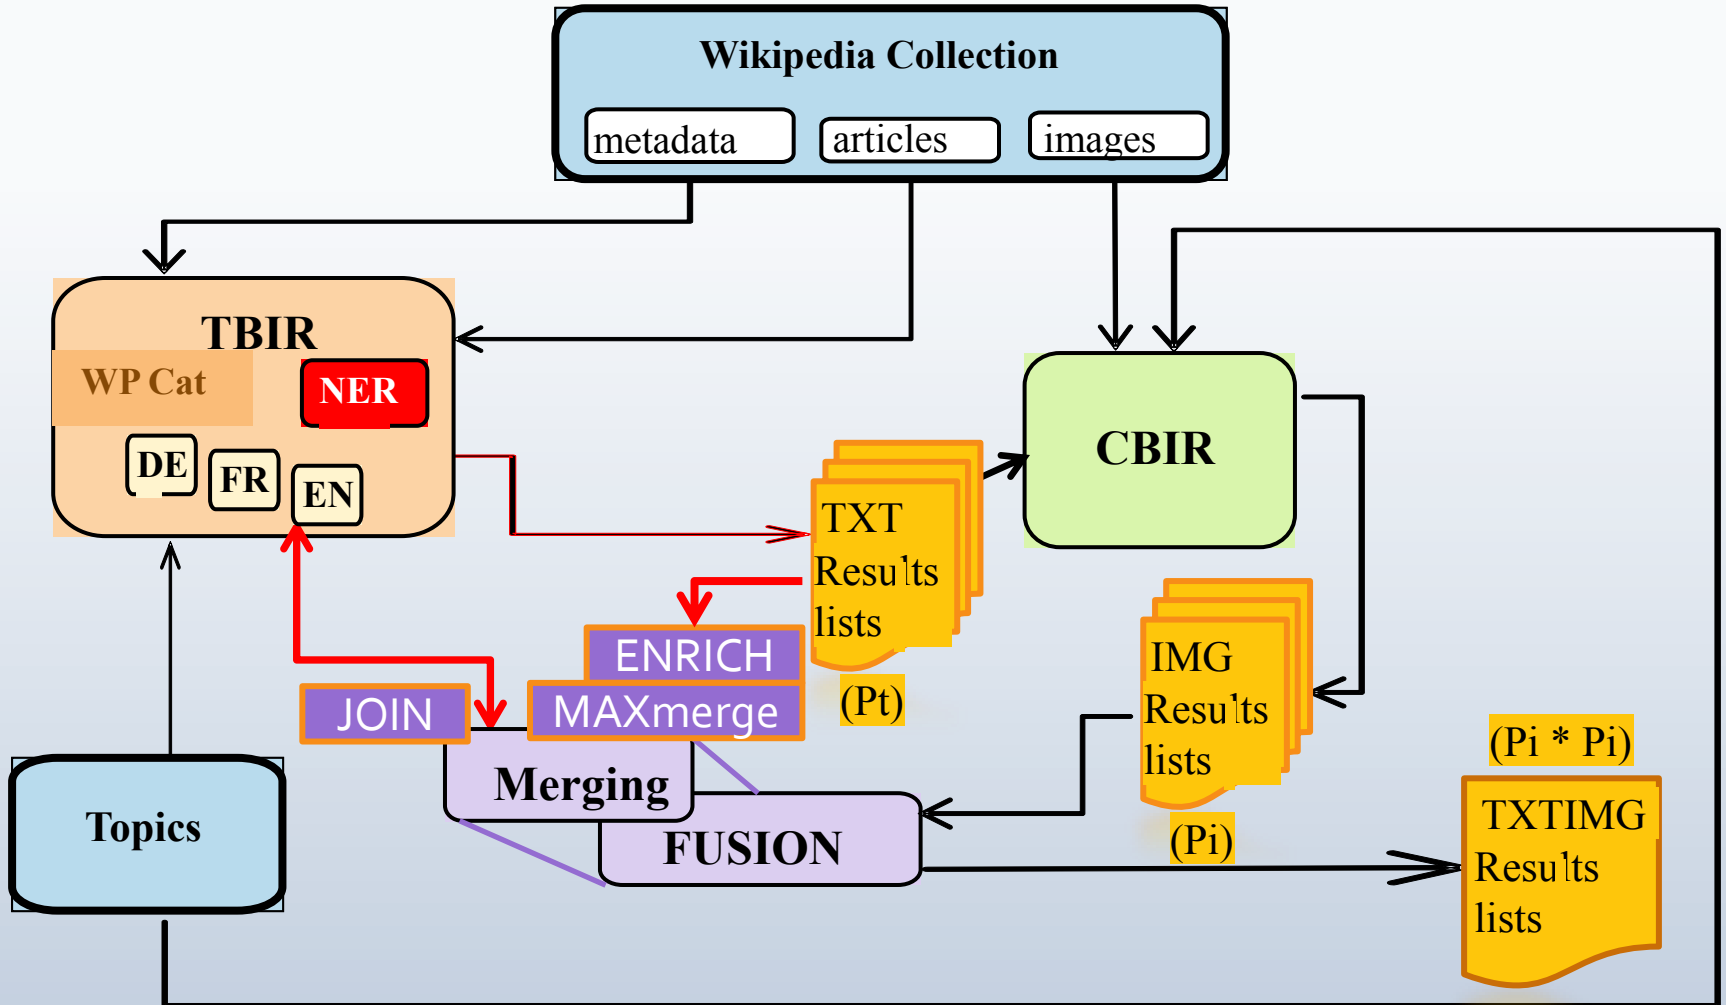 Wikipedia Collection
metadata
articles
images
TBIR
WP Cat
NER
DE
FR
EN
CBIR
TXT
Results
lists
(Pt)
ENRICH
MAXmerge
JOIN
Merging
FUSION
IMG
Results
lists
(Pi)
Topics
(Pi * Pi)
TXTIMG
Results
lists